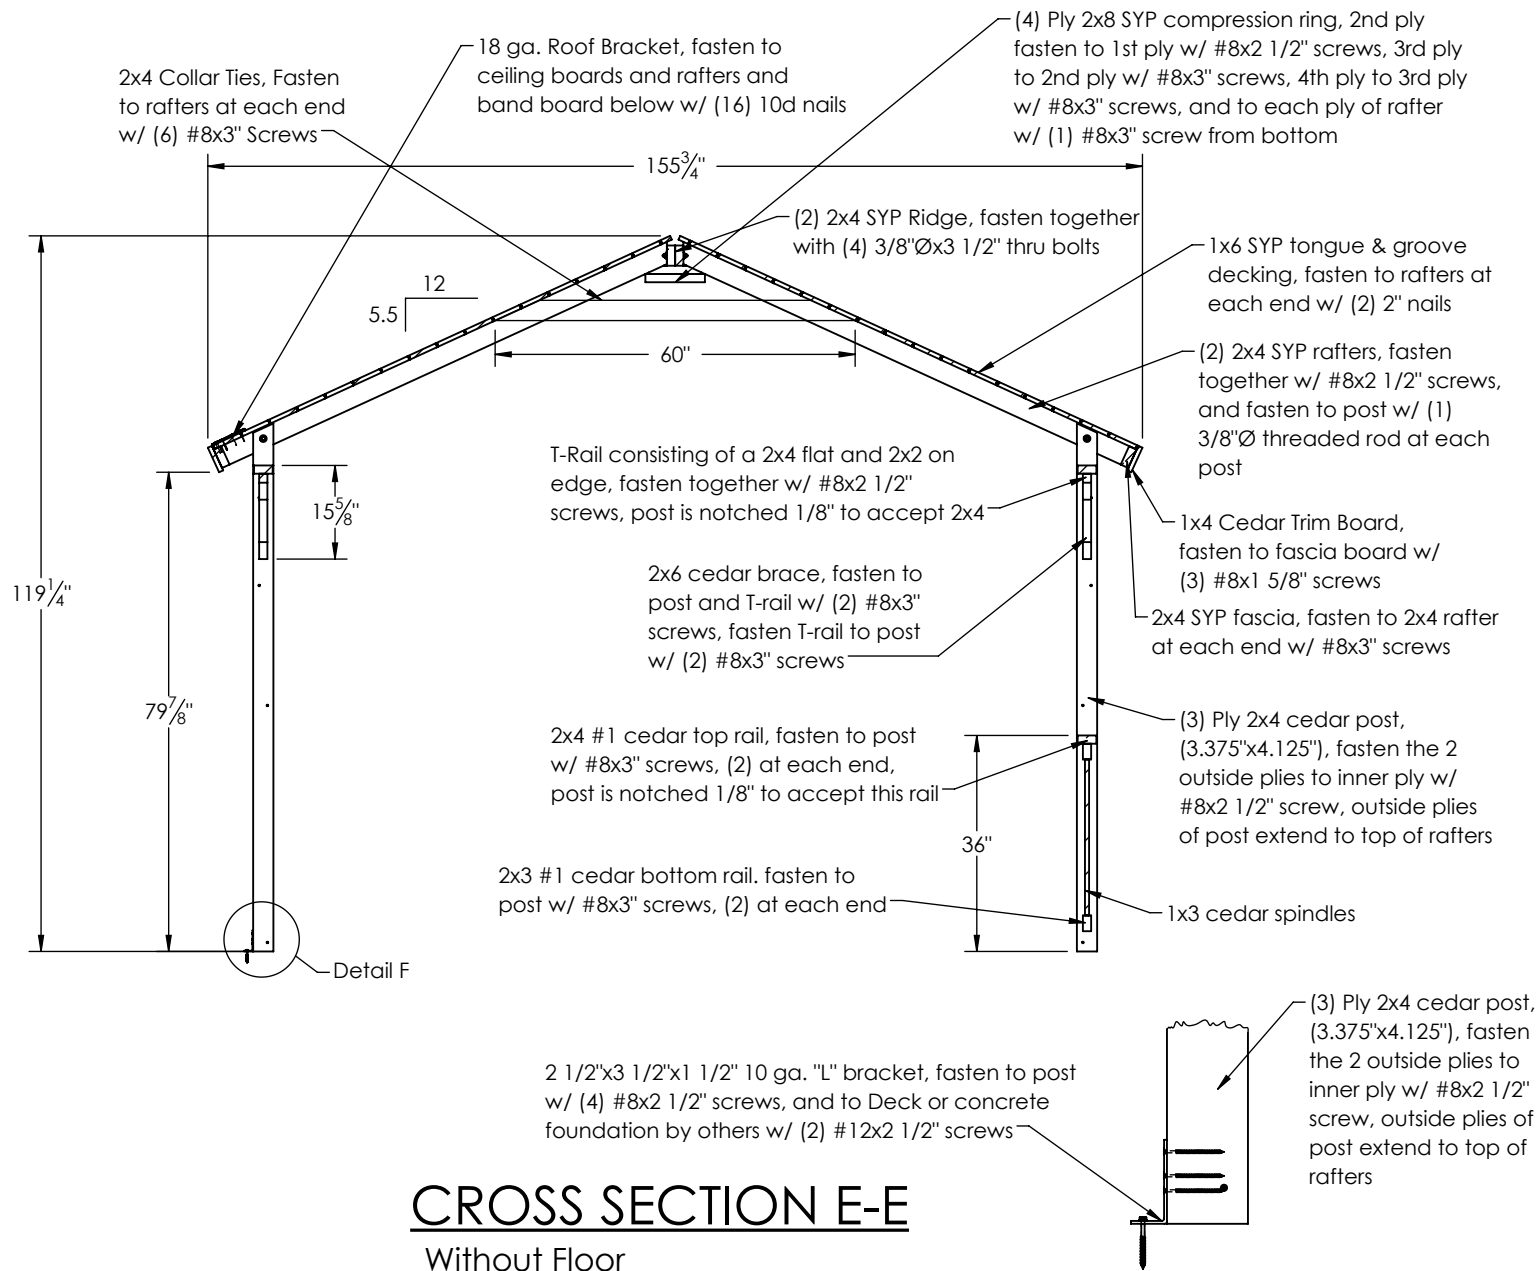 (4) Ply 2x8 SYP compression ring, 2nd ply
fasten to 1st ply w/ #8x2 1/2" screws, 3rd ply
to 2nd ply w/ #8x3" screws, 4th ply to 3rd ply
w/ #8x3" screws, and to each ply of rafter
w/ (1) #8x3" screw from bottom
18 ga. Roof Bracket, fasten to
ceiling boards and rafters and
band board below w/ (16) 10d nails
2x4 Collar Ties, Fasten
to rafters at each end
w/ (6) #8x3" Screws
155 3/4"
(2) 2x4 SYP Ridge, fasten together
with (4) 3/8"Øx3 1/2" thru bolts
1x6 SYP tongue & groove
decking, fasten to rafters at
each end w/ (2) 2" nails
12
5.5
60"
(2) 2x4 SYP rafters, fasten
together w/ #8x2 1/2" screws,
and fasten to post w/ (1)
3/8"Ø threaded rod at each
post
T-Rail consisting of a 2x4 flat and 2x2 on
edge, fasten together w/ #8x2 1/2"
screws, post is notched 1/8" to accept 2x4
15 5/8"
1x4 Cedar Trim Board,
fasten to fascia board w/
(3) #8x1 5/8" screws
119 1/4"
2x6 cedar brace, fasten to
post and T-rail w/ (2) #8x3"
screws, fasten T-rail to post
w/ (2) #8x3" screws
2x4 SYP fascia, fasten to 2x4 rafter
at each end w/ #8x3" screws
79 7/8"
(3) Ply 2x4 cedar post,
(3.375"x4.125"), fasten the 2
outside plies to inner ply w/
#8x2 1/2" screw, outside plies
of post extend to top of rafters
2x4 #1 cedar top rail, fasten to post
w/ #8x3" screws, (2) at each end,
post is notched 1/8" to accept this rail
36"
2x3 #1 cedar bottom rail. fasten to
post w/ #8x3" screws, (2) at each end
1x3 cedar spindles
Detail F
(3) Ply 2x4 cedar post,
(3.375"x4.125"), fasten
the 2 outside plies to
inner ply w/ #8x2 1/2"
screw, outside plies of
post extend to top of
rafters
2 1/2"x3 1/2"x1 1/2" 10 ga. "L" bracket, fasten to post
w/ (4) #8x2 1/2" screws, and to Deck or concrete
foundation by others w/ (2) #12x2 1/2" screws
CROSS SECTION E-E
Without Floor